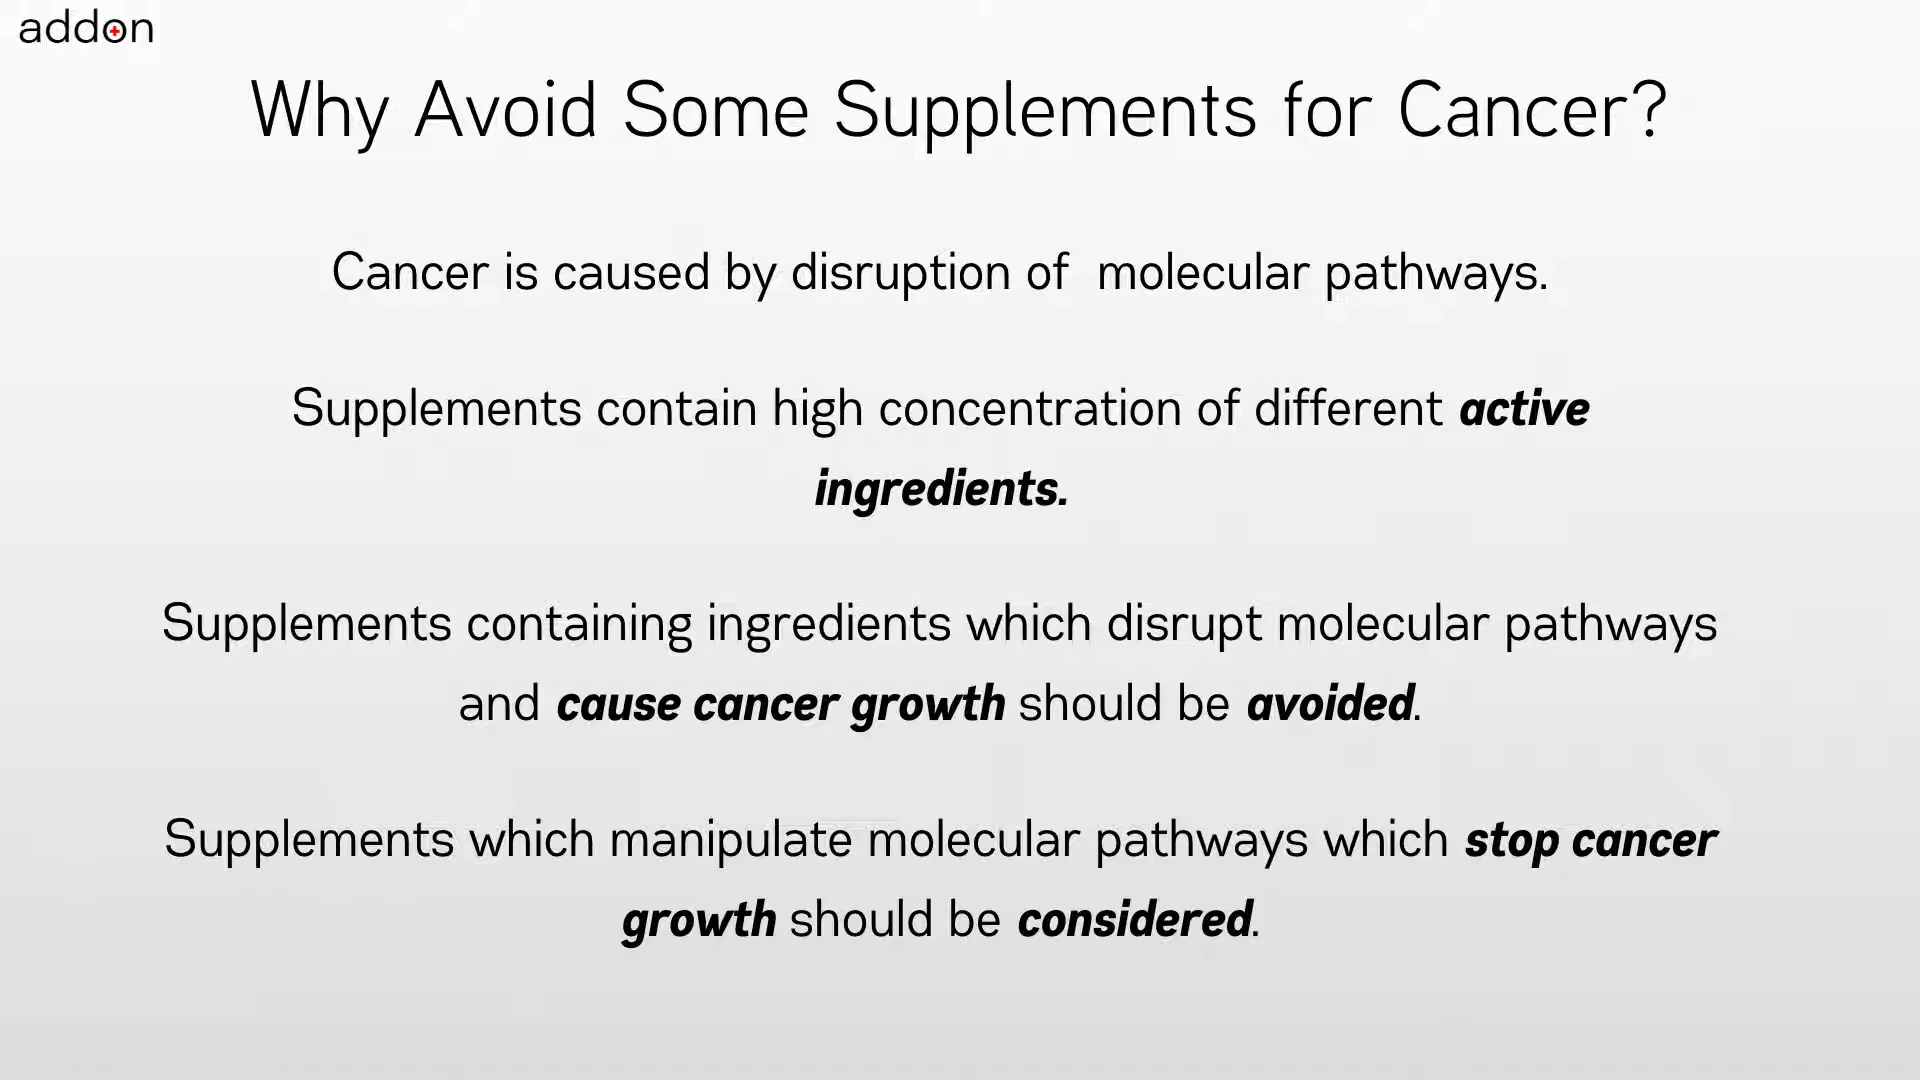 addon
Why Avoid Some Supplements for Cancer?
Cancer is caused by disruption of  molecular pathways.
Supplements contain high concentration of different active
ingredients.
Supplements containing ingredients which disrupt molecular pathways
and cause cancer growth should be avoided.
Supplements which manipulate molecular pathways which stop cancer
growth should be considered.